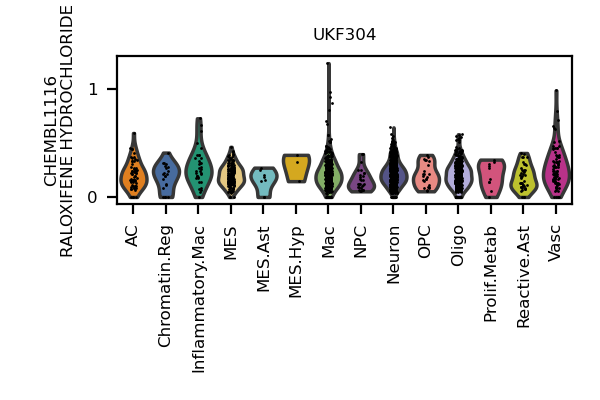 UKF304
CHEMBL1116
RALOXIFENE HYDROCHLORIDE
1
0
AC
Chromatin.Reg
Inflammatory.Mac
MES
MES.Ast
MES.Hyp
Mac
NPC
Neuron
OPC
Oligo
Prolif.Metab
Reactive.Ast
Vasc